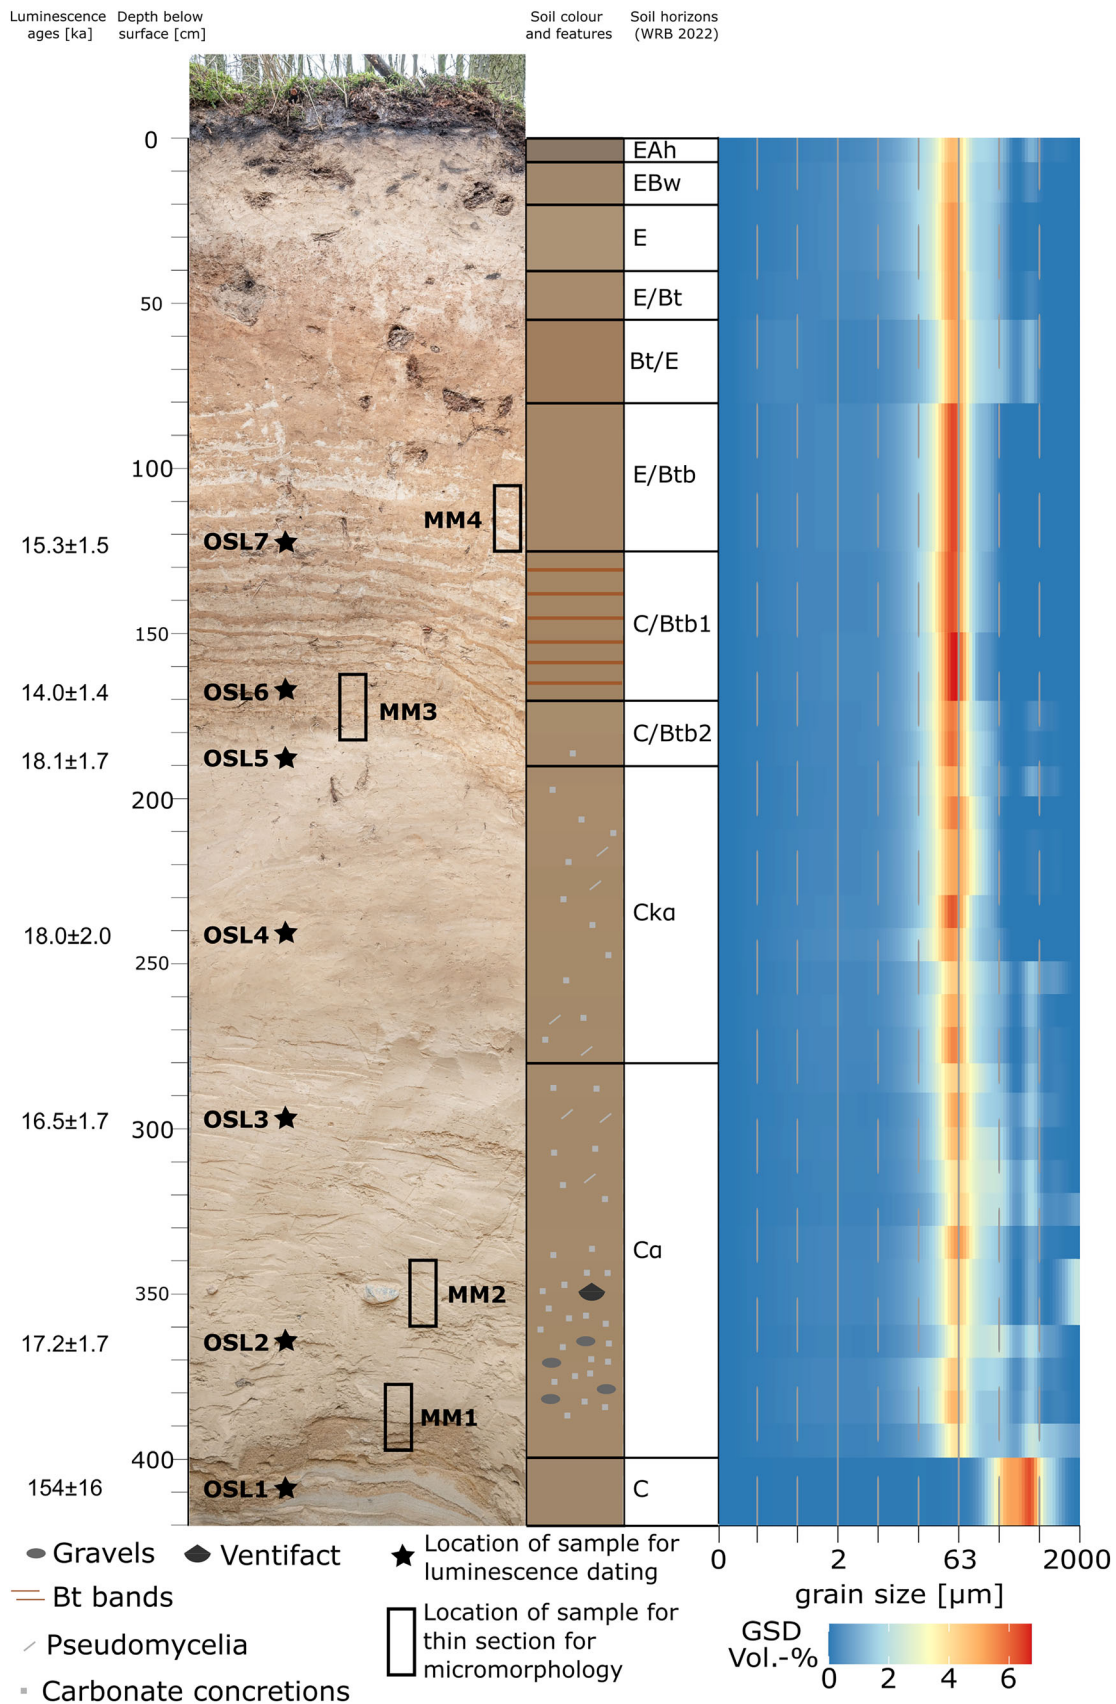 Luminescence
ages [ka]
Depth below
surface [cm]
Soil colour
and features
Soil horizons
(WRB 2022)
0
50
100
150
200
250
300
350
400
15.3±1.5
14.0±1.4
18.1±1.7
18.0±2.0
16.5±1.7
17.2±1.7
154±16
MM4
OSL7
OSL6
MM3
OSL5
OSL4
OSL3
MM2
OSL2
MM1
OSL1
EAh
EBw
E
E/Bt
Bt/E
E/Btb
C/Btb1
C/Btb2
Cka
Ca
C
0 2 63 2000
grain size [µm]
GSD
Vol.-%
0 2 4 6
Gravels
Ventifact
Bt bands
Pseudomycelia
Carbonate concretions
Location of sample for
luminescence dating
Location of sample for
thin section for
micromorphology